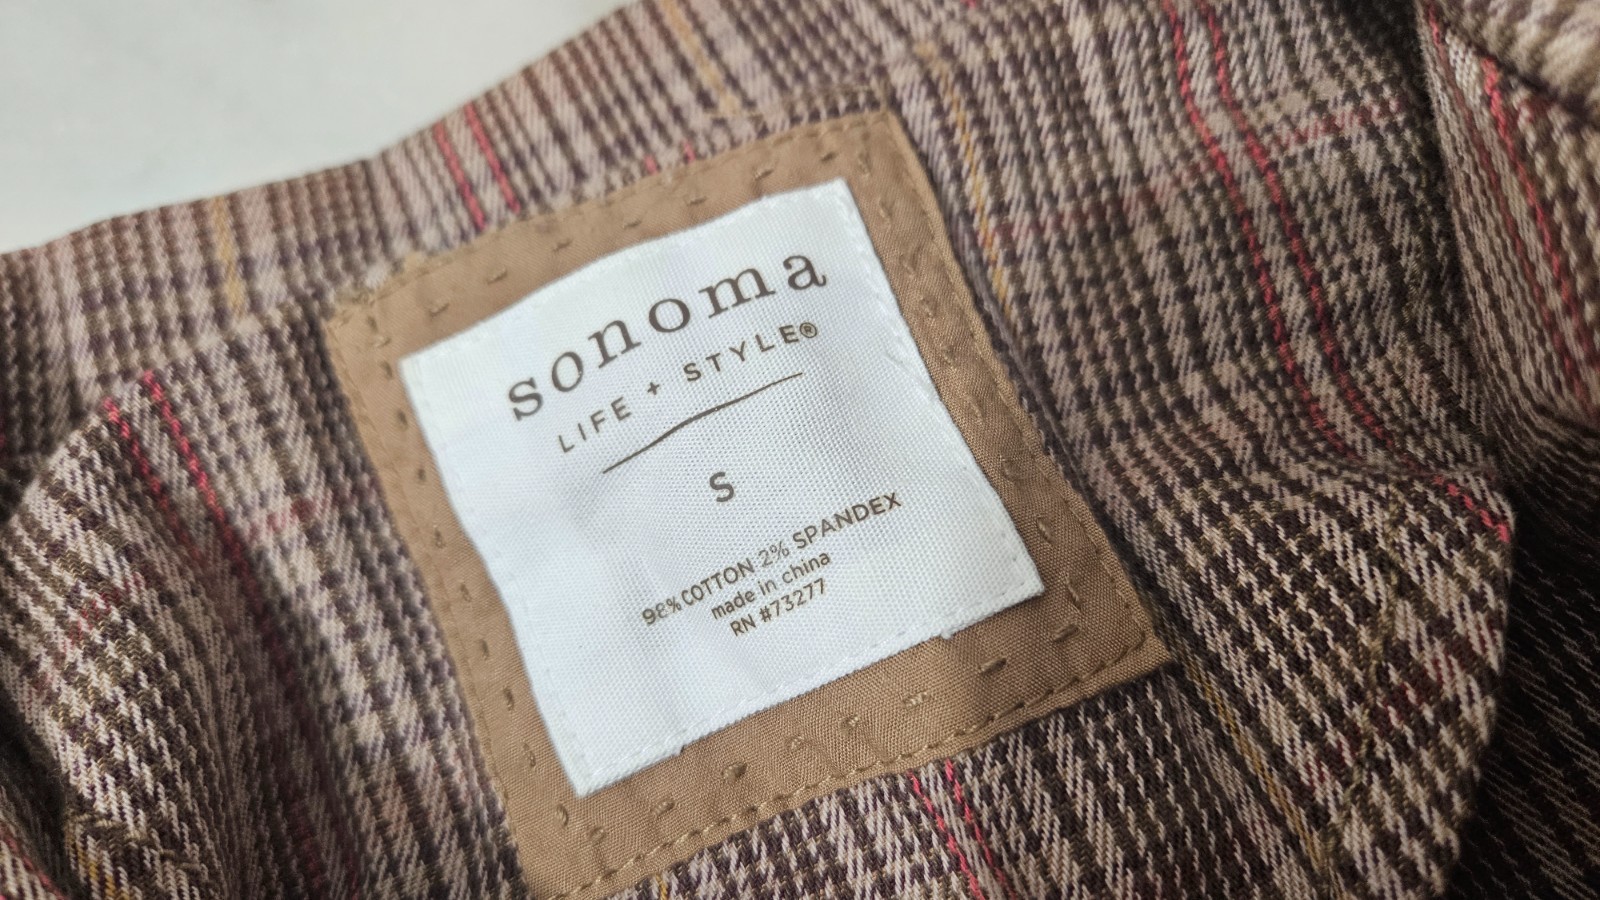 sonoma
LIFE + STYLE®
S
98% COTTON 2% SPANDEX
made in china
RN #73277